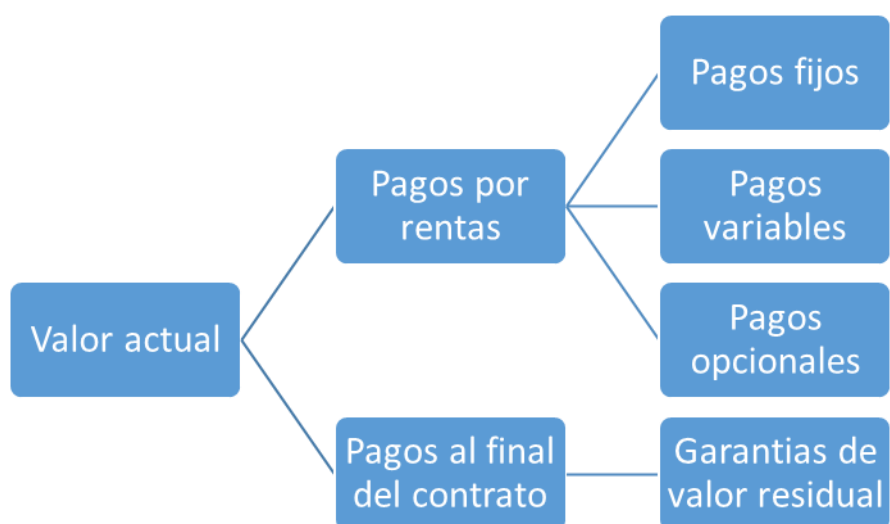 Valor actual
Pagos por
rentas
Pagos fijos
Pagos
variables
Pagos
opcionales
Pagos al final
del contrato
Garantias de
valor residual